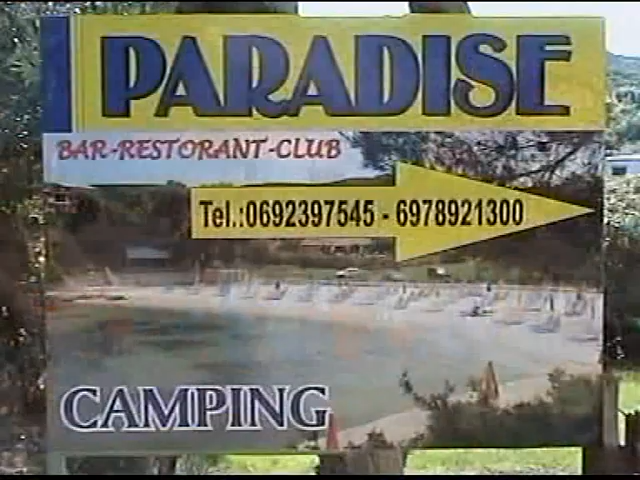 PARADISE
BAR-RESTORANT-CLUB
Tel.:0692397545 - 6978921300
CAMPING